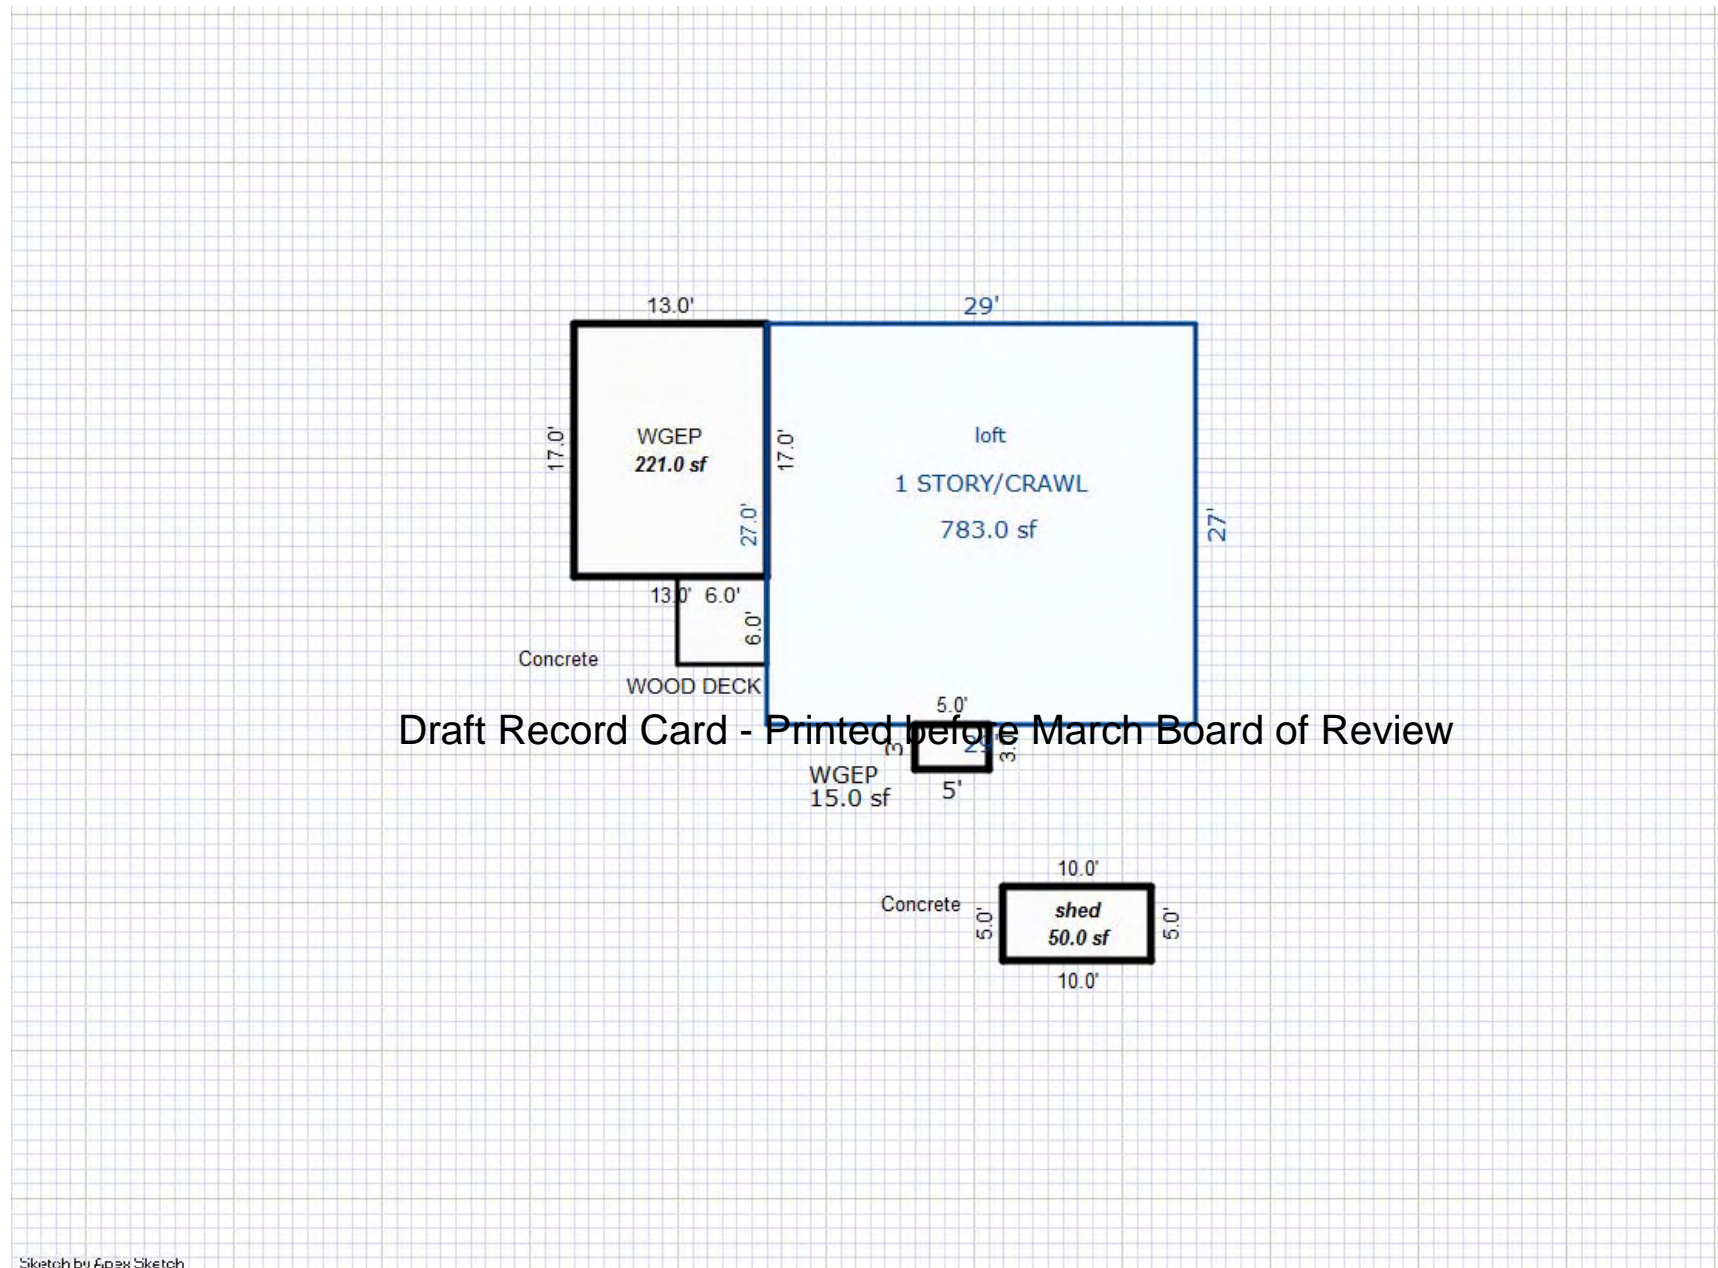 13.0'
29'
17.0'
WGEP
221.0 sf
17.0'
27.0'
loft
1 STORY/CRAWL
783.0 sf
27'
13.0'
6.0'
6.0'
Concrete
WOOD DECK
5.0'
Draft Record Card - Printed before March Board of Review
3
29'
3.0'
WGEP
15.0 sf
5'
10.0'
Concrete
5.0'
shed
50.0 sf
5.0'
10.0'
Sketch by Apex Sketch